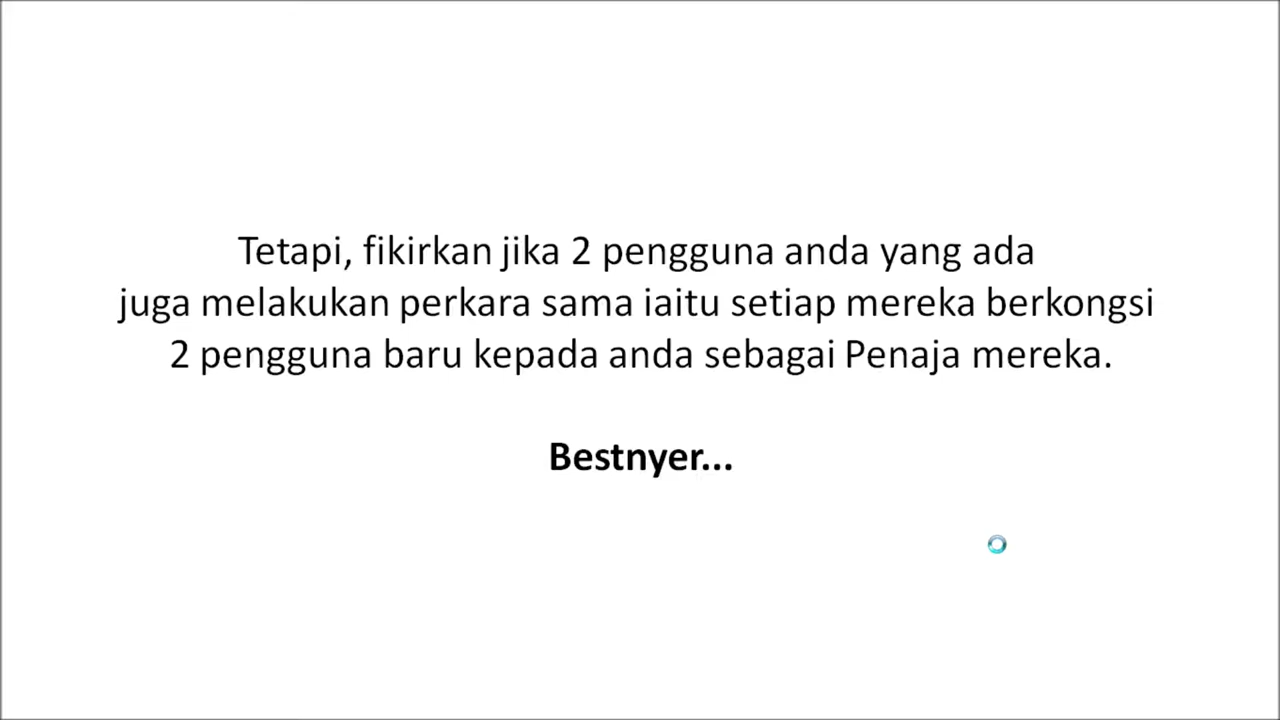 Tetapi, fikirkan jika 2 pengguna anda yang ada
juga melakukan perkara sama iaitu setiap mereka berkongsi
2 pengguna baru kepada anda sebagai Penaja mereka.
Bestnyer...